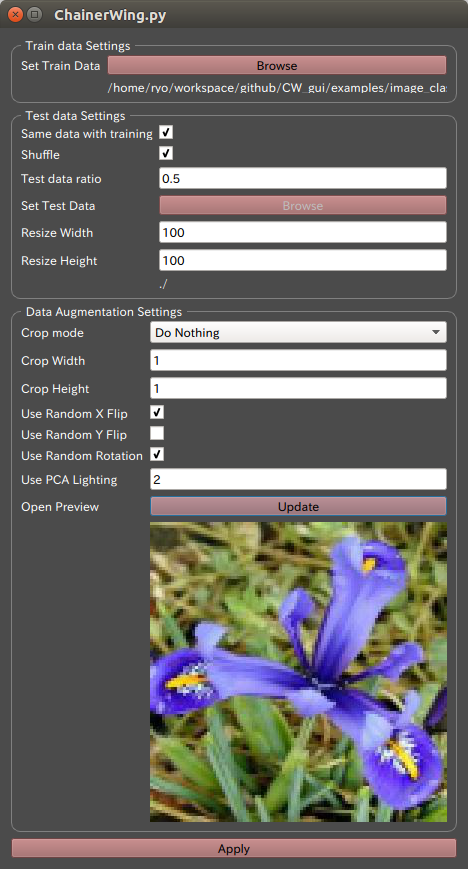 ChainerWing.py
Train data Settings
Set Train Data Browse
/home/ryo/workspace/github/CW_gui/examples/image_clas
Test data Settings
Same data with training
Shuffle
Test data ratio 0.5
Set Test Data Browse
Resize Width 100
Resize Height 100
./
Data Augmentation Settings
Crop mode Do Nothing
Crop Width 1
Crop Height 1
Use Random X Flip
Use Random Y Flip
Use Random Rotation
Use PCA Lighting 2
Open Preview Update
Apply